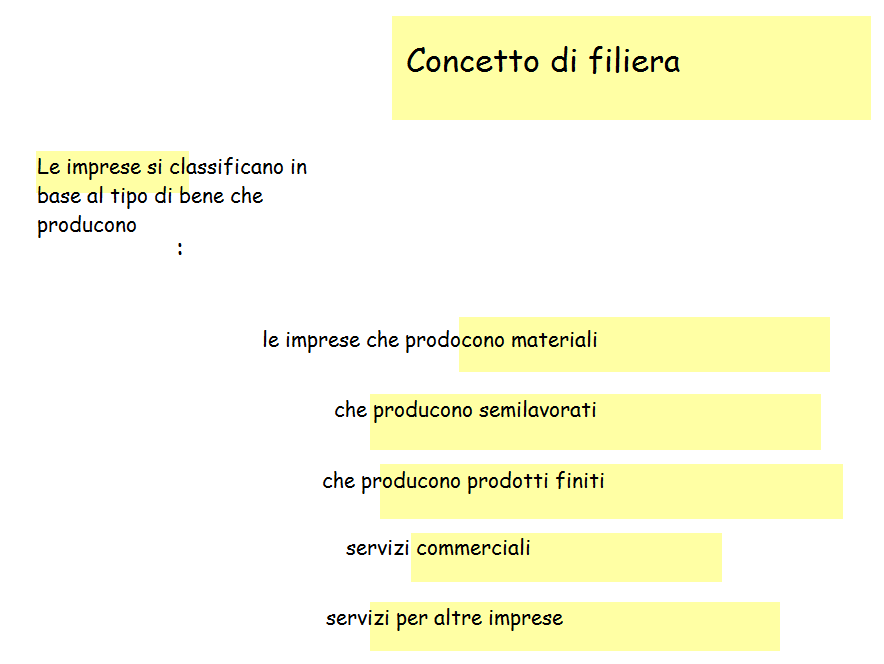 Concetto di filiera
Le imprese si classificano in
base al tipo di bene che
producono
:
le imprese che prodocono materiali
che producono semilavorati
che producono prodotti finiti
servizi commerciali
servizi per altre imprese